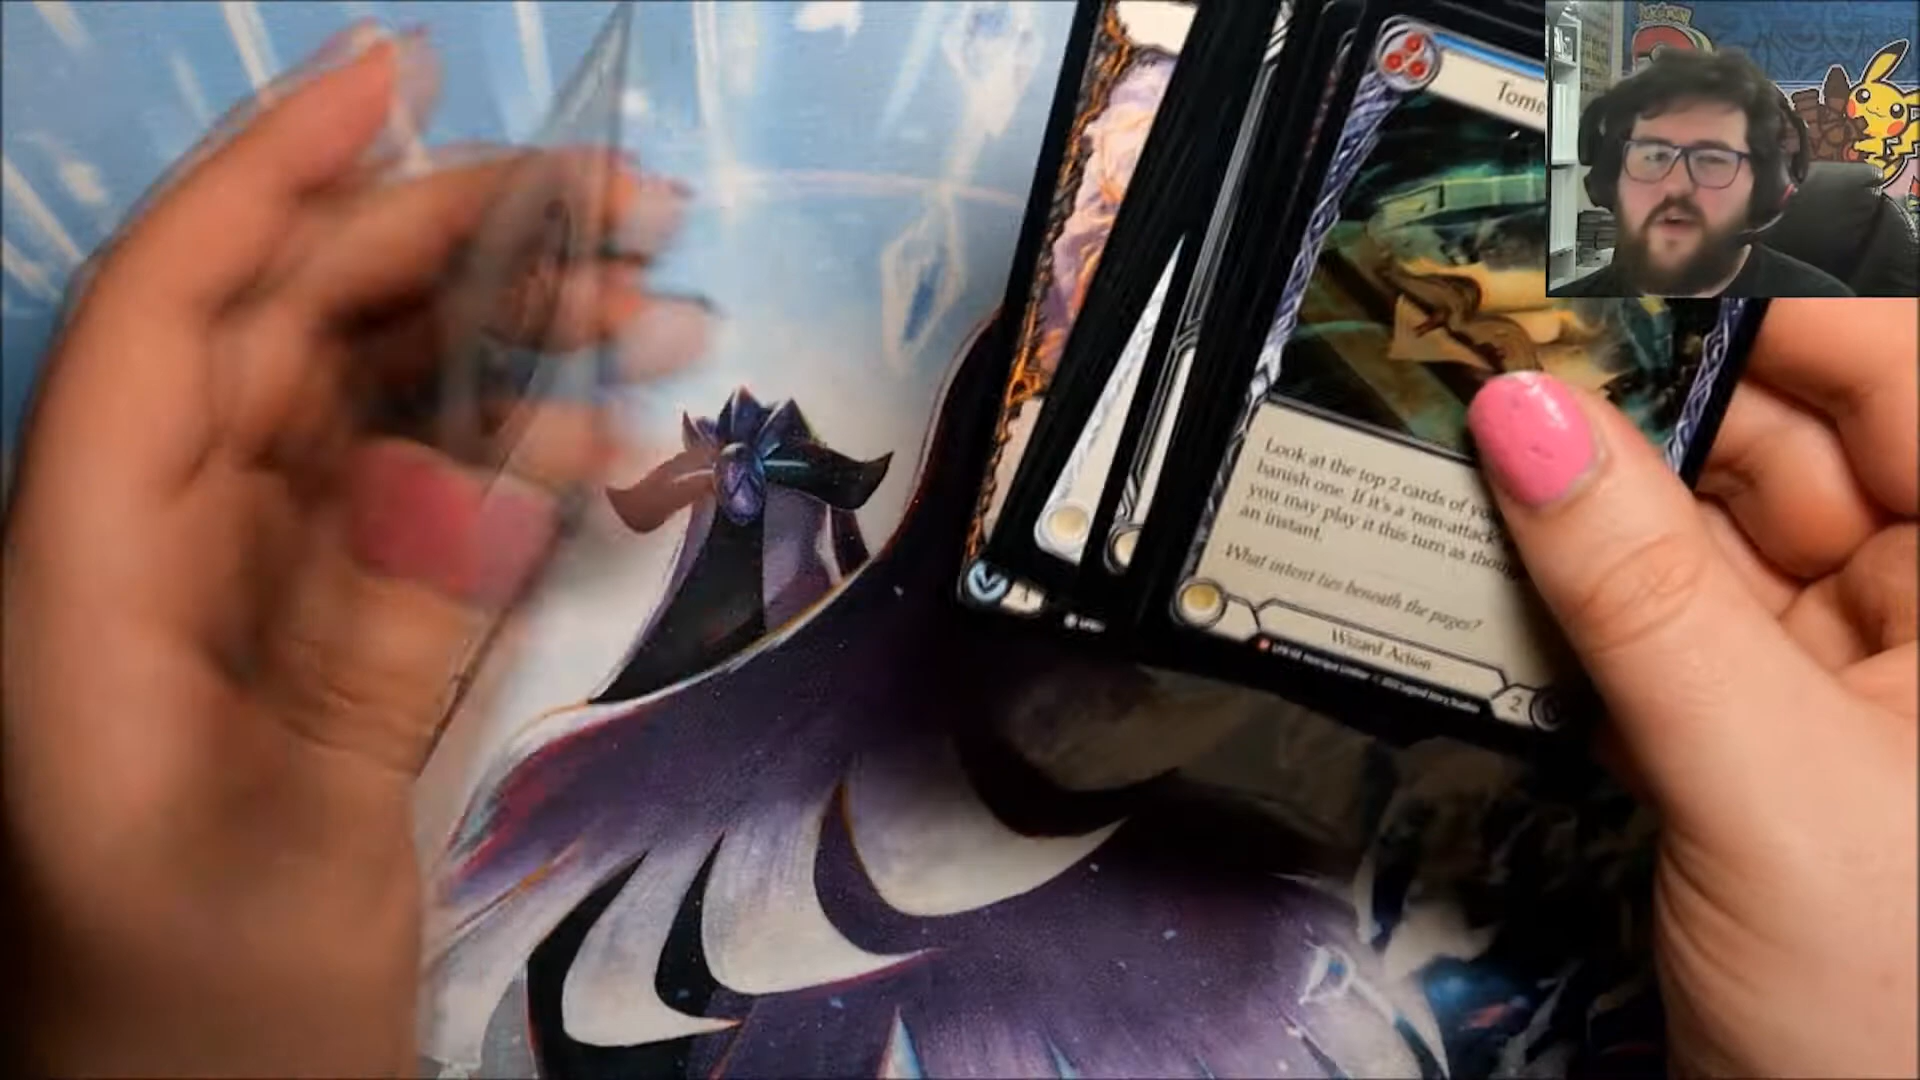 Tome
Look at the top 2 cards of yo
banish one. If it's a 'non-attack
you may play it this turn as thoug
an instant.
What intent lies beneath the pages?
Wizard Action
2